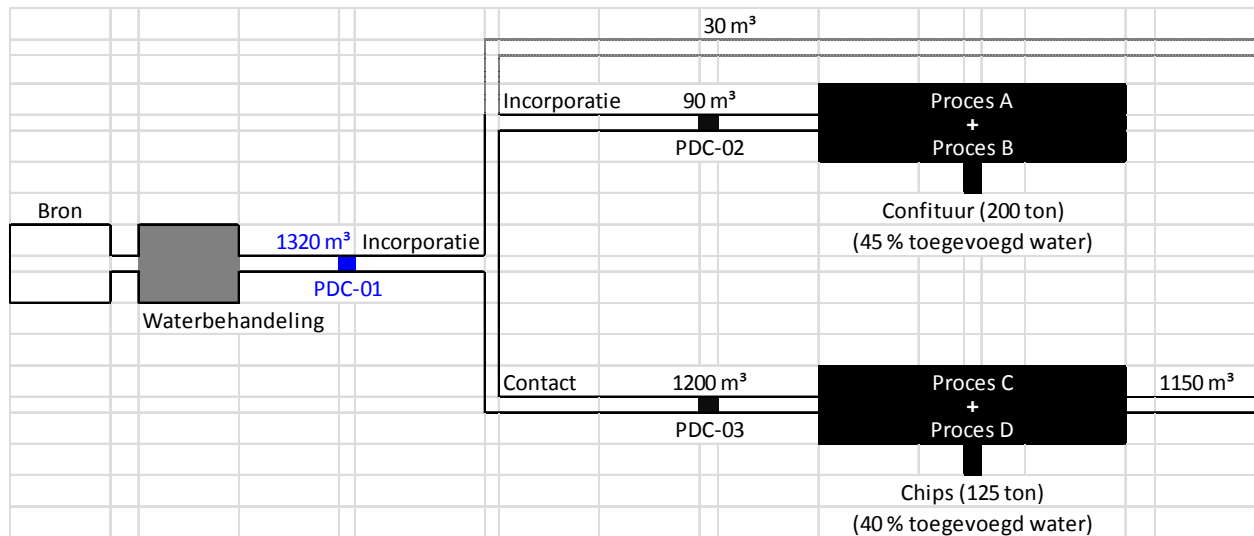 30 m³
Incorporatie 90 m³
PDC-02
Proces A
+
Proces B
Confituur (200 ton)
(45 % toegevoegd water)
Bron
1320 m³ Incorporatie
PDC-01
Waterbehandeling
Contact 1200 m³
PDC-03
Proces C
+
Proces D
1150 m³
Chips (125 ton)
(40 % toegevoegd water)